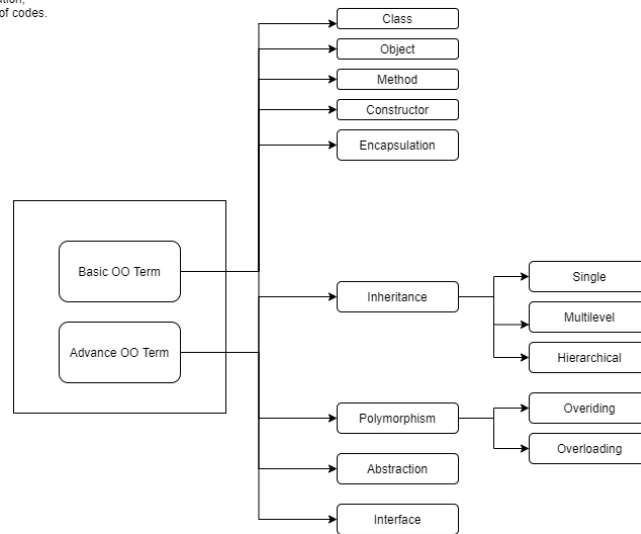 of codes.
Class
Object
Method
Constructor
Encapsulation
Basic OO Term
Advance OO Term
Inheritance
Single
Multilevel
Hierarchical
Polymorphism
Overiding
Overloading
Abstraction
Interface